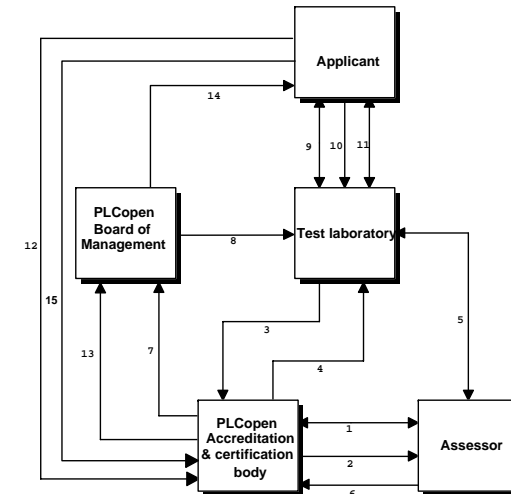 Applicant
14
9
10
11
PLCopen
Board of
Management
8
Test laboratory
12
15
3
5
13
7
4
PLCopen
Accreditation
& certification
body
1
2
Assessor
6